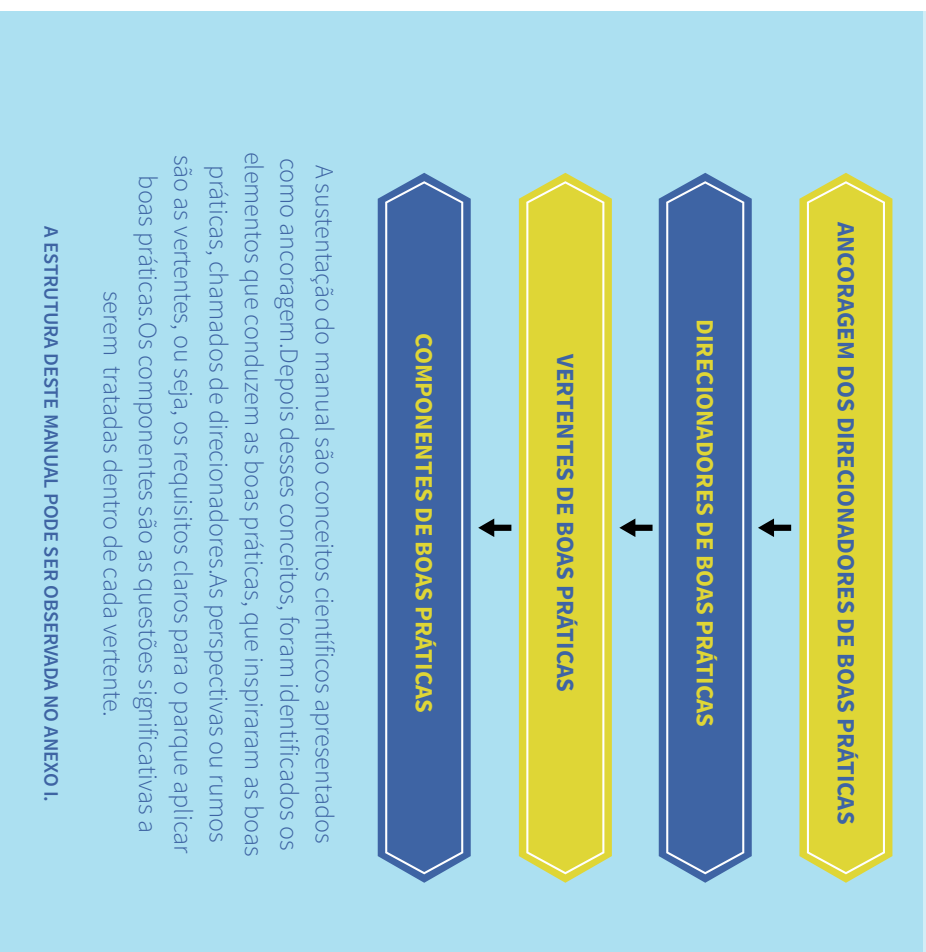 ANCORAGEM DOS DIRECIONADORES DE BOAS PRÁTICAS
DIRECIONADORES DE BOAS PRÁTICAS
VERTENTES DE BOAS PRÁTICAS
COMPONENTES DE BOAS PRÁTICAS
A sustentação do manual são conceitos científicos apresentados
como ancoragem.Depois desses conceitos, foram identificados os
elementos que conduzem as boas práticas, que inspiraram as boas
práticas, chamados de direcionadores.As perspectivas ou rumos
são as vertentes, ou seja, os requisitos claros para o parque aplicar
boas práticas.Os componentes são as questões significativas a
serem tratadas dentro de cada vertente.
A ESTRUTURA DESTE MANUAL PODE SER OBSERVADA NO ANEXO I.